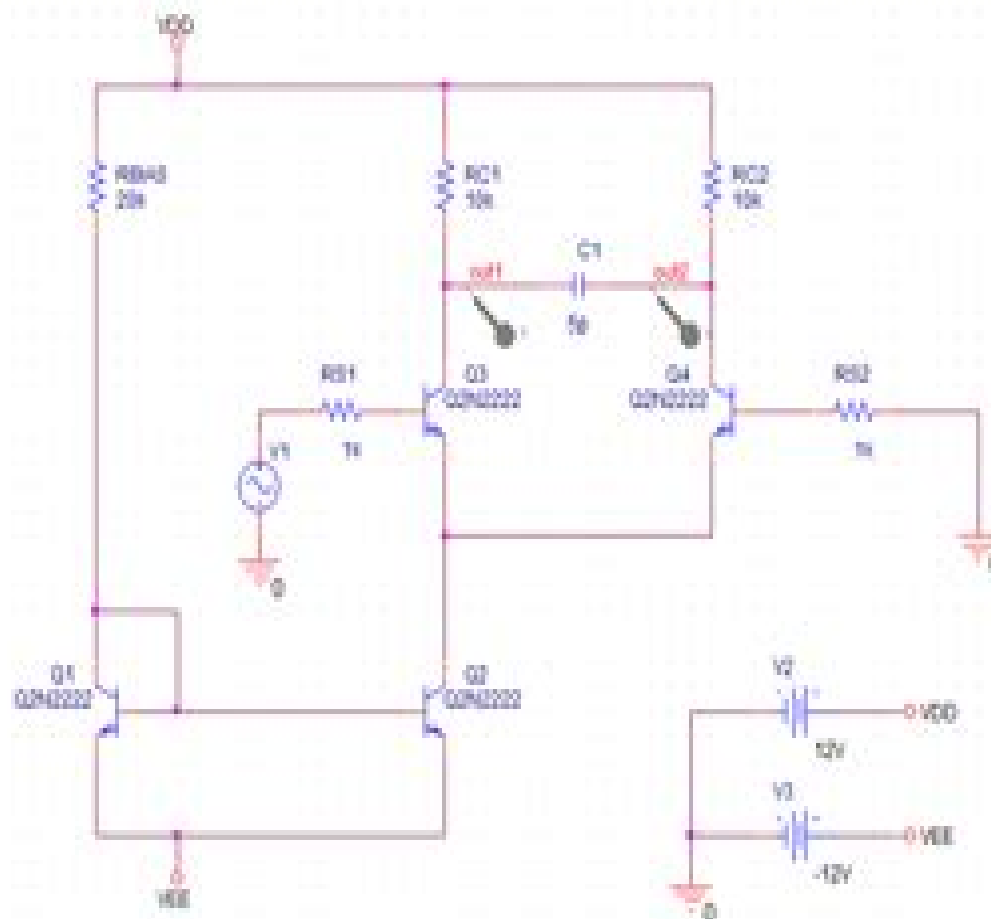 VDD
RBIAS
20k
RC1
10k
RC2
10k
out1
C1
out2
5p
RS1
1k
Q3
Q2N2222
Q4
Q2N2222
RS2
1k
V1
0
Q1
Q2N2222
Q2
Q2N2222
V2
VDD
12V
V3
VEE
-12V
VEE
0